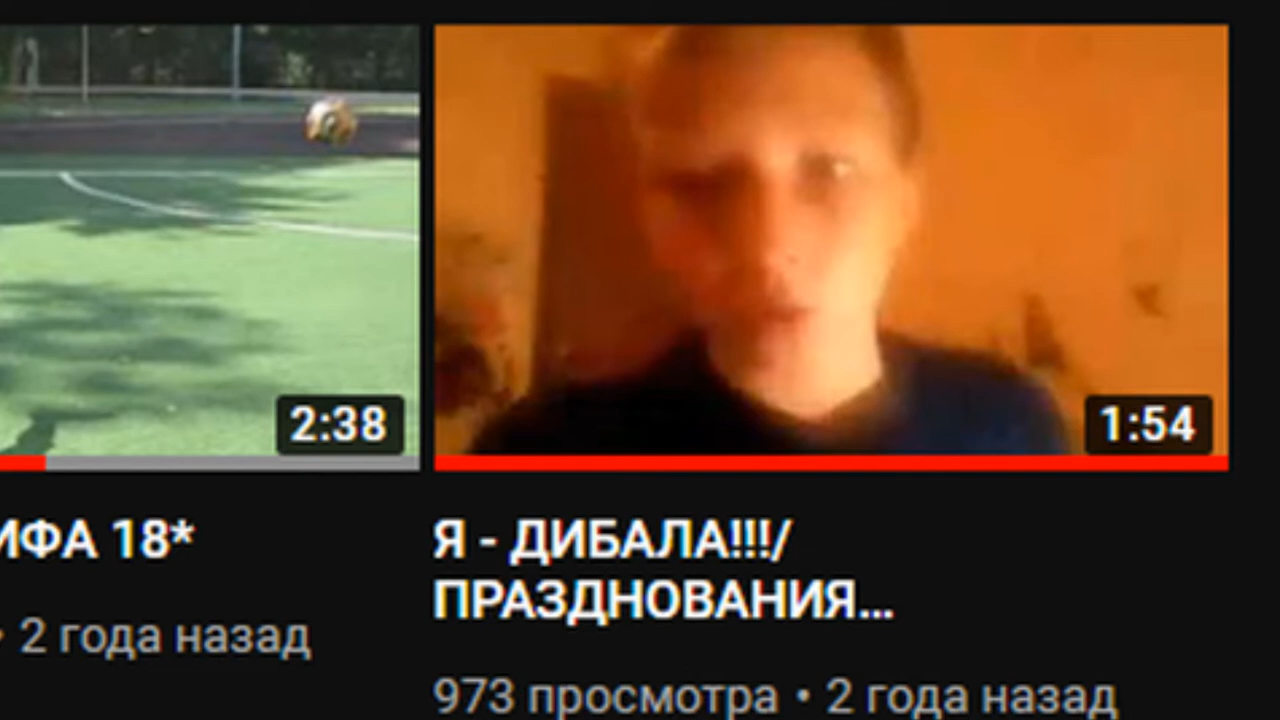 2:38
1:54
ИФА 18*
Я - ДИБАЛА!!!/
ПРАЗДНОВАНИЯ...
• 2 года назад
973 просмотра • 2 года назад